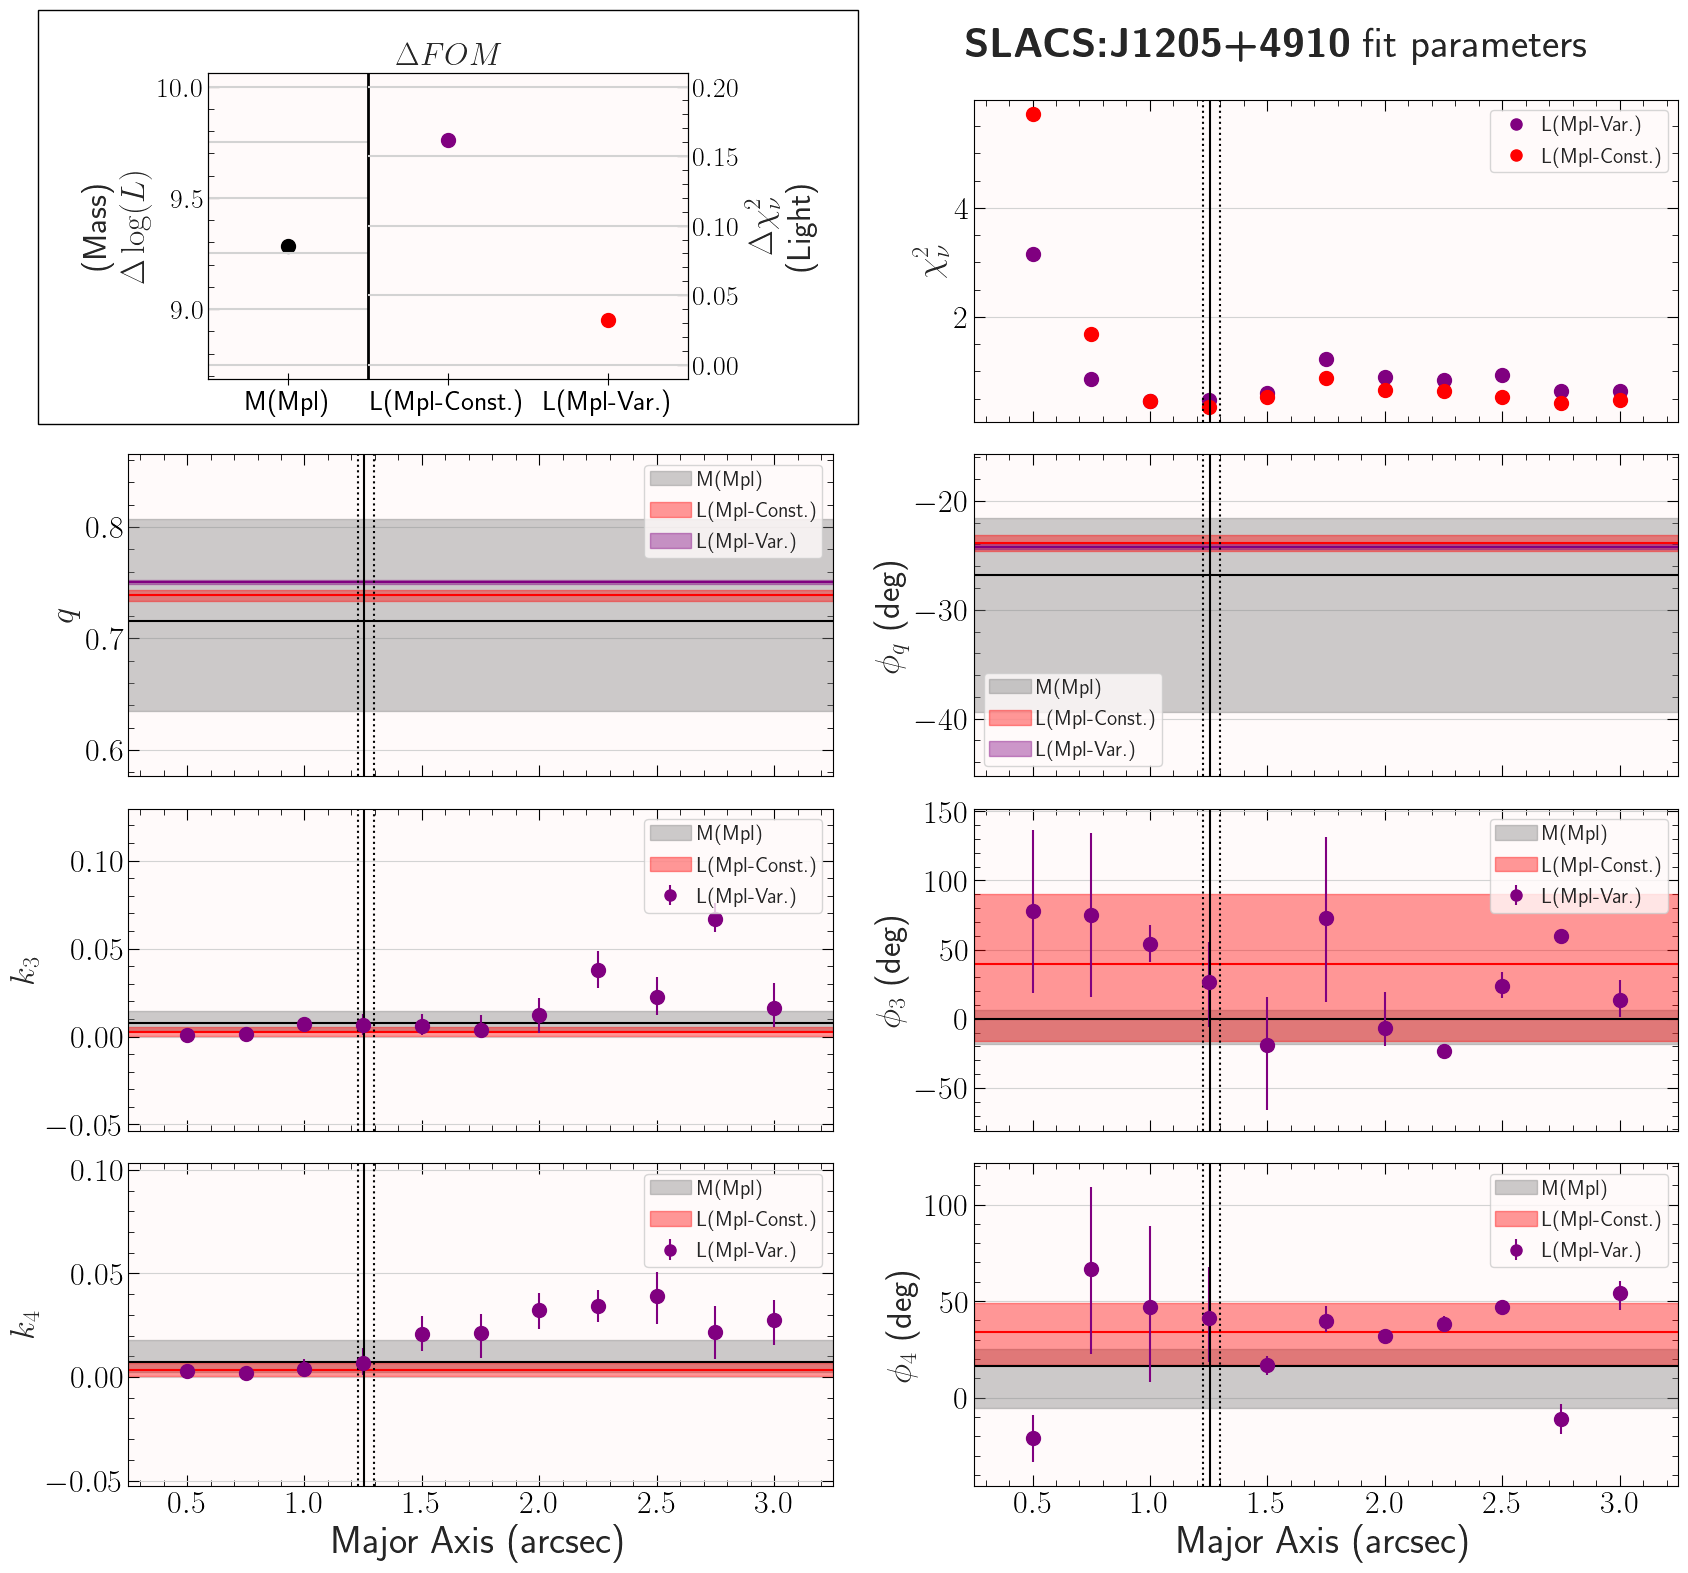 SLACS:J1205+4910 fit parameters
ΔFOM
(Mass)
Δ log(L)
10.0
9.5
9.0
0.20
0.15
0.10
0.05
0.00
Δχ²ᵥ
(Light)
M(Mpl) L(Mpl-Const.) L(Mpl-Var.)
χ²ᵥ
4
2
L(Mpl-Var.)
L(Mpl-Const.)
q
0.8
0.7
0.6
M(Mpl)
L(Mpl-Const.)
L(Mpl-Var.)
ϕq (deg)
−20
−30
−40
M(Mpl)
L(Mpl-Const.)
L(Mpl-Var.)
k₃
0.10
0.05
0.00
−0.05
M(Mpl)
L(Mpl-Const.)
L(Mpl-Var.)
ϕ₃ (deg)
150
100
50
0
−50
M(Mpl)
L(Mpl-Const.)
L(Mpl-Var.)
k₄
0.10
0.05
0.00
−0.05
M(Mpl)
L(Mpl-Const.)
L(Mpl-Var.)
0.5 1.0 1.5 2.0 2.5 3.0
Major Axis (arcsec)
ϕ₄ (deg)
100
50
0
M(Mpl)
L(Mpl-Const.)
L(Mpl-Var.)
0.5 1.0 1.5 2.0 2.5 3.0
Major Axis (arcsec)